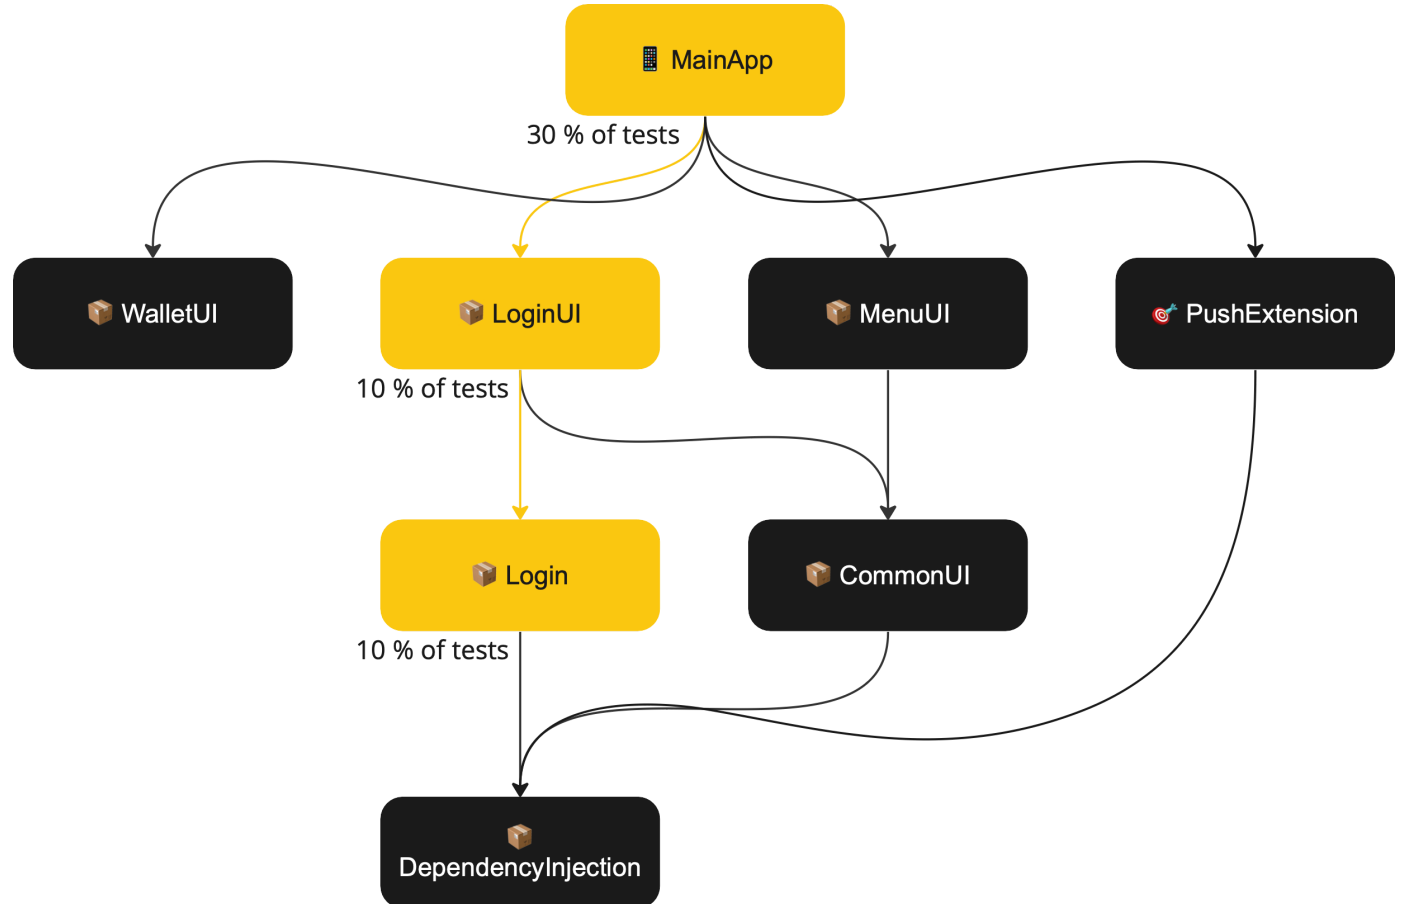 MainApp
30 % of tests
WalletUI
LoginUI
MenuUI
PushExtension
10 % of tests
Login
CommonUI
10 % of tests
DependencyInjection